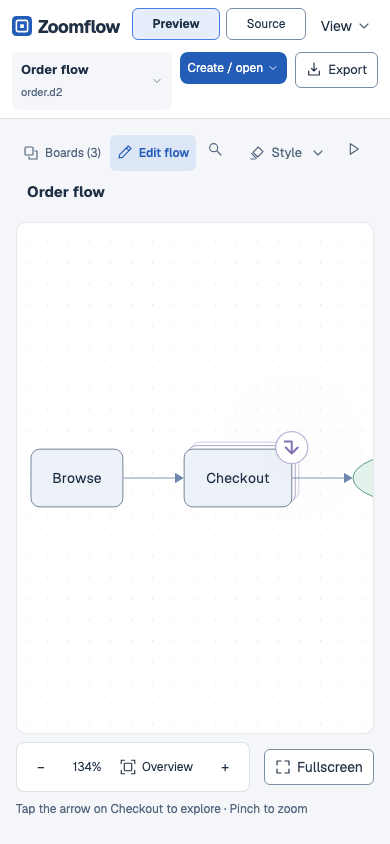 Zoomflow
Preview
Source
View
Order flow
order.d2
Create / open
Export
Boards (3)
Edit flow
Style
Order flow
Browse
Checkout
− 134% Overview +
Fullscreen
Tap the arrow on Checkout to explore · Pinch to zoom